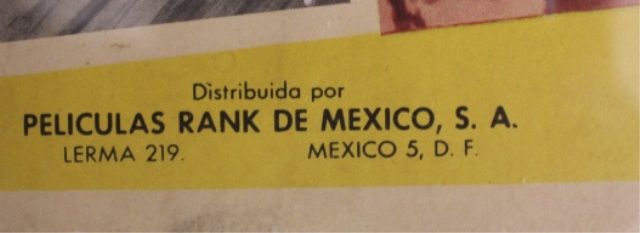 Distribuida por
PELICULAS RANK DE MEXICO, S. A.
LERMA 219. MEXICO 5, D. F.